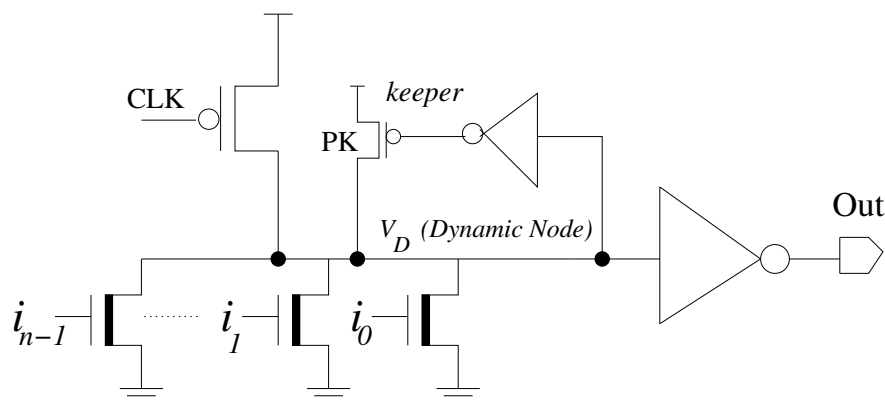 CLK
keeper
PK
V_D (Dynamic Node)
Out
i_{n-1}
i_1
i_0